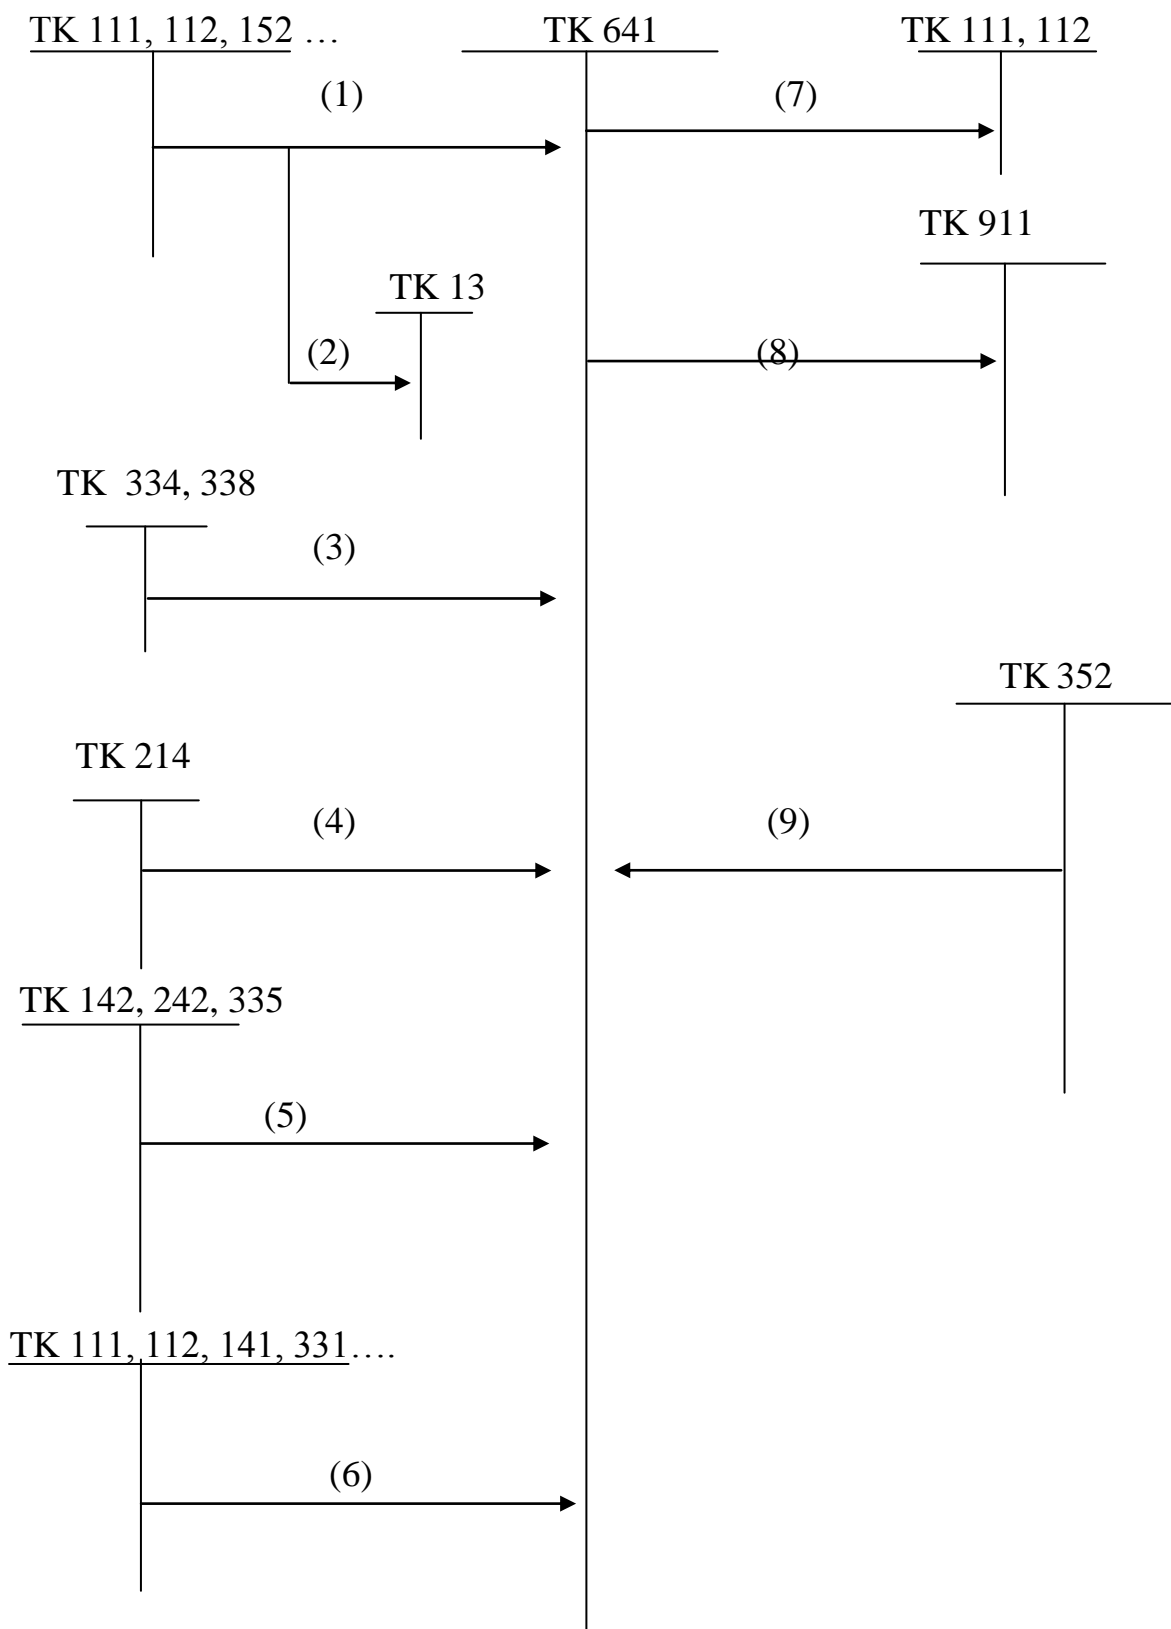 TK 111, 112, 152 …
TK 641
TK 111, 112
(1)
(7)
TK 911
TK 13
(2)
(8)
TK 334, 338
(3)
TK 352
TK 214
(4)
(9)
TK 142, 242, 335
(5)
TK 111, 112, 141, 331….
(6)